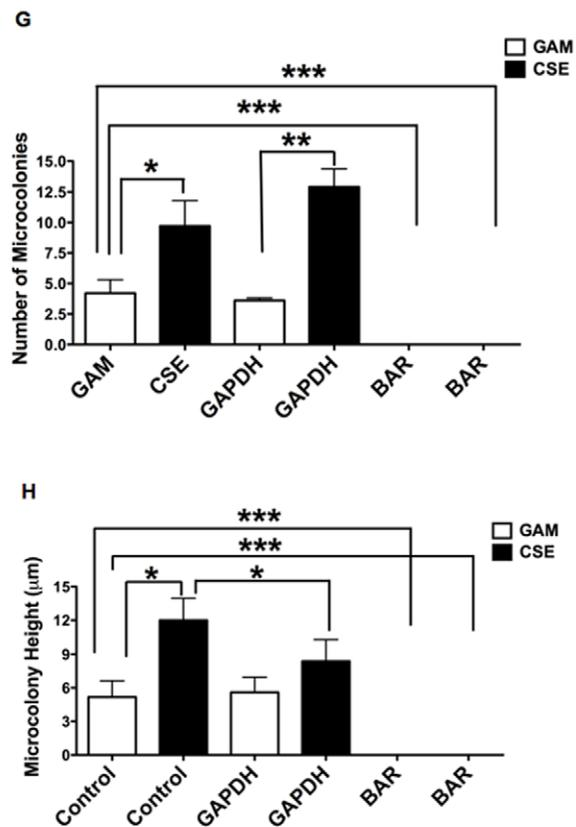 G
GAM
CSE
***
***
*
**
Number of Microcolonies
15.0
12.5
10.0
7.5
5.0
2.5
0.0
GAM
CSE
GAPDH
GAPDH
BAR
BAR
H
GAM
CSE
***
***
*
*
Microcolony Height (μm)
15
12
9
6
3
0
Control
Control
GAPDH
GAPDH
BAR
BAR